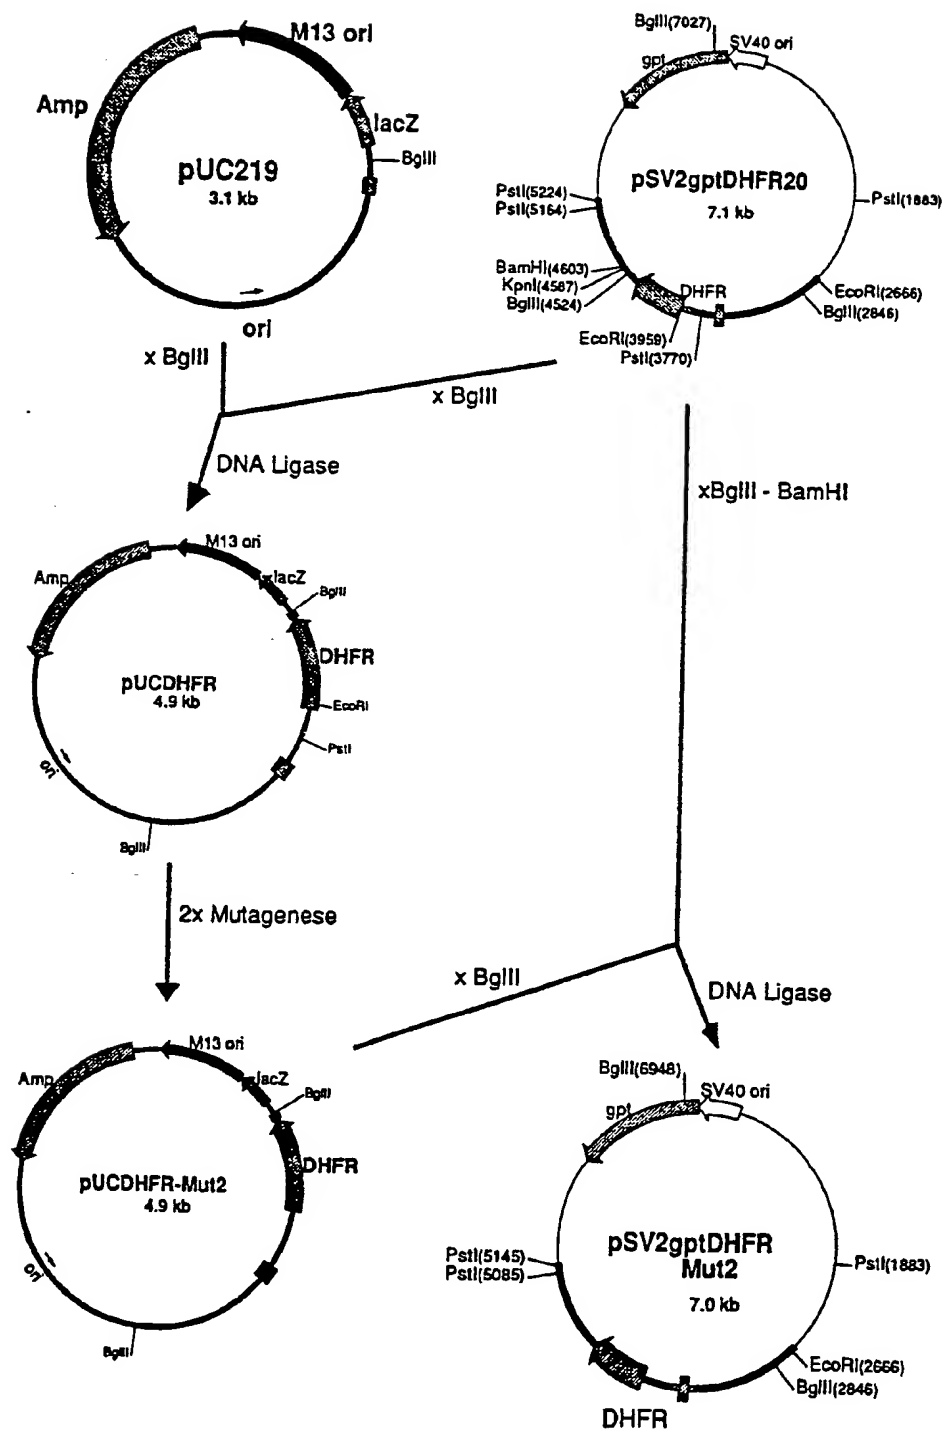 M13 ori
Amp
lacZ
BglII
pUC219
3.1 kb
ori
BglII(7027)
SV40 ori
gpt
pSV2gptDHFR20
7.1 kb
PstI(5224)
PstI(5164)
PstI(1883)
BamHI(4603)
KpnI(4587)
BglII(4524)
DHFR
EcoRI(2666)
BglII(2846)
EcoRI(3959)
PstI(3770)
x BglII
x BglII
DNA Ligase
xBglII - BamHI
M13 ori
Amp
lacZ
BglII
DHFR
pUCDHFR
4.9 kb
EcoRI
PstI
ori
BglII
2x Mutagenese
x BglII
DNA Ligase
M13 ori
Amp
lacZ
BglII
DHFR
pUCDHFR-Mut2
4.9 kb
ori
BglII
BglII(6948)
SV40 ori
gpt
pSV2gptDHFR
Mut2
7.0 kb
PstI(5145)
PstI(5085)
PstI(1883)
EcoRI(2666)
BglII(2846)
DHFR